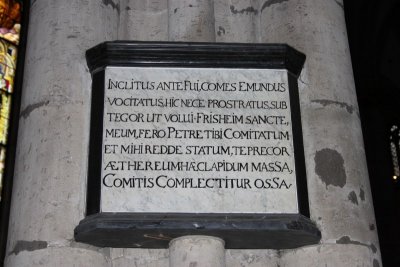 INCLITUS ANTE FUI, COMES EMUNDUS
VOCITATUS, HIC NECE PROSTRATUS, SUB
TEGOR UT VOLUI-FRISHEIM SANCTE,
MEUM, FERO PETRE TIBI COMITATUM
ET MIHI REDDE STATUM, TE PRECOR
ÆTHEREUM HÆC LAPIDUM MASSA,
COMITIS COMPLECTITUR OSSA.